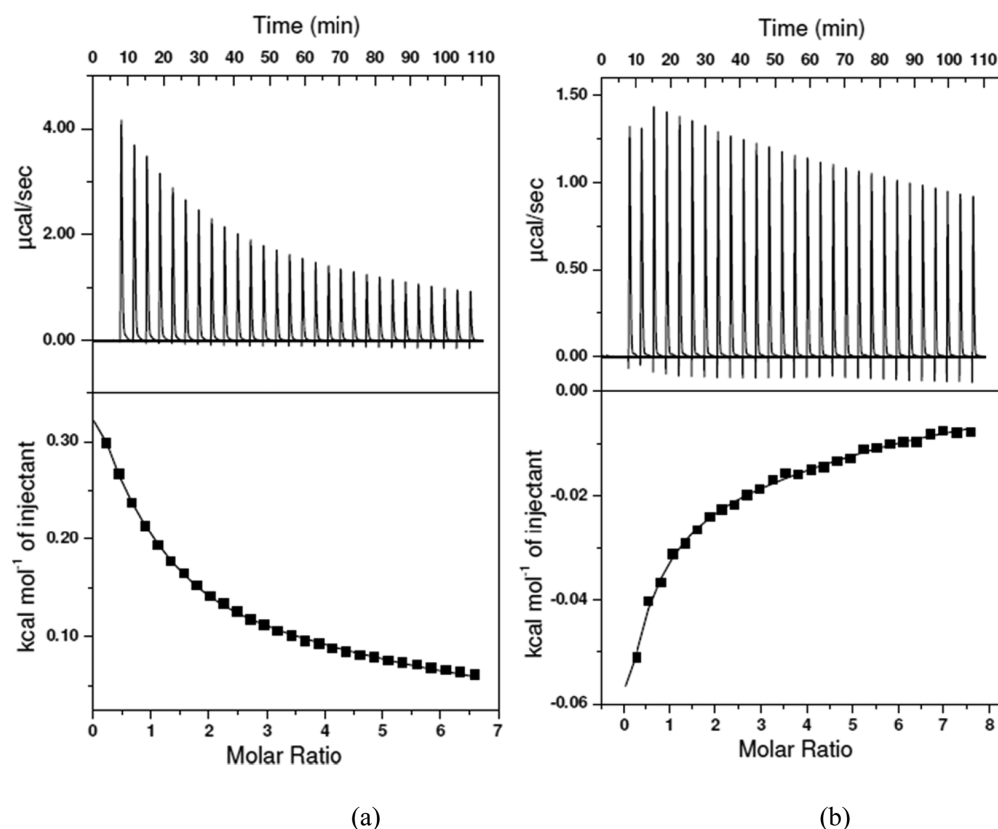 Time (min)
0 10 20 30 40 50 60 70 80 90 100 110
4.00
2.00
0.00
µcal/sec
0.30
0.20
0.10
kcal mol⁻¹ of injectant
0 1 2 3 4 5 6 7
Molar Ratio
(a)
Time (min)
0 10 20 30 40 50 60 70 80 90 100 110
1.50
1.00
0.50
0.00
µcal/sec
0.00
-0.02
-0.04
-0.06
kcal mol⁻¹ of injectant
0 1 2 3 4 5 6 7 8
Molar Ratio
(b)